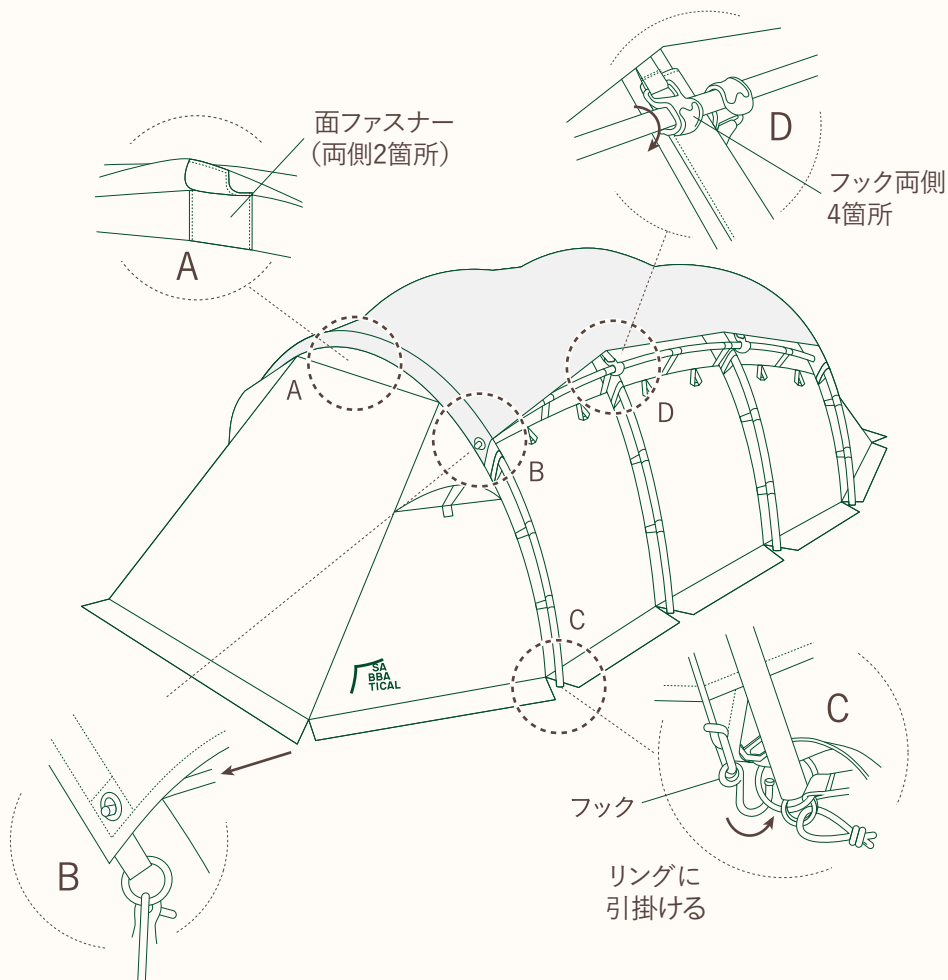 面ファスナー
（両側2箇所）
A
D
フック両側
4箇所
A
B
C
D
SA
BBA
TICAL
B
C
フック
リングに
引掛ける